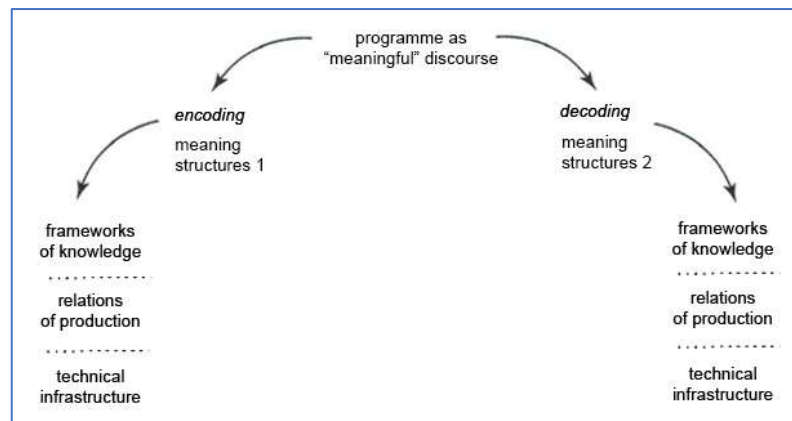 programme as
“meaningful” discourse
encoding
meaning
structures 1
decoding
meaning
structures 2
frameworks
of knowledge
relations
of production
technical
infrastructure
frameworks
of knowledge
relations
of production
technical
infrastructure